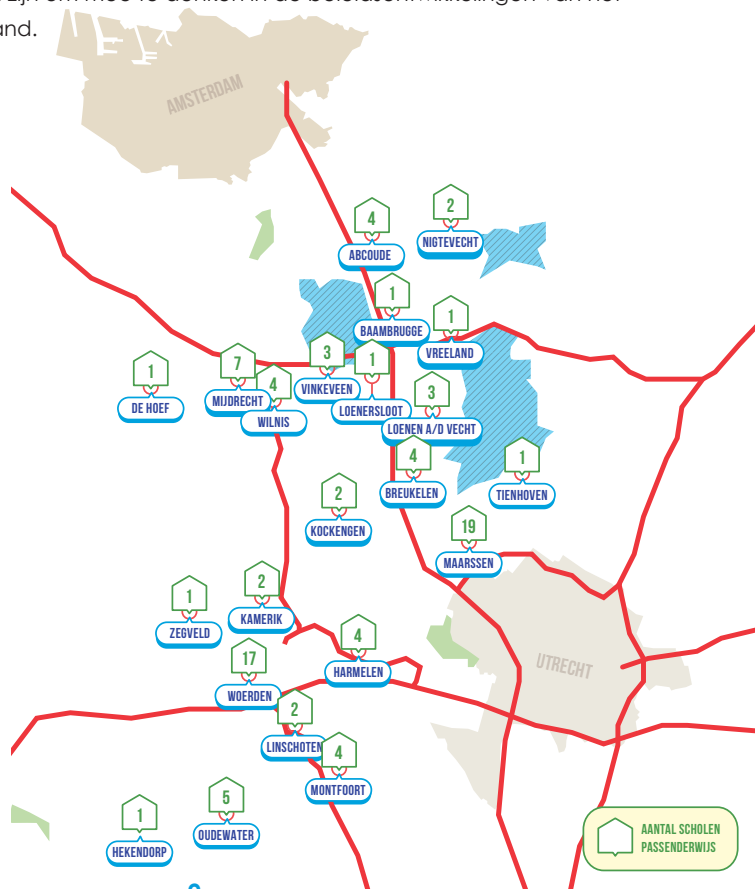 and.
AMSTERDAM
4
ABCOUDE
2
NIGTEVECHT
1
BAAMBRUGGE
1
VREELAND
3
VINKEVEEN
1
LOENERSLOOT
7
MIJDRECHT
4
WILNIS
1
DE HOEF
3
LOENEN A/D VECHT
4
BREUKELEN
1
TIENHOVEN
2
KOCKENGEN
19
MAARSSEN
2
KAMERIK
1
ZEGVELD
4
HARMELEN
UTRECHT
17
WOERDEN
2
LINSCHOTEN
4
MONTFOORT
5
OUDEWATER
1
HEKENDORP
AANTAL SCHOLEN
PASSENDERWIJS